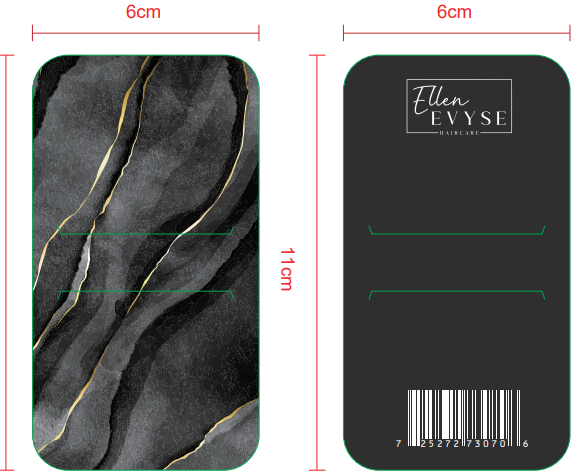 6cm
6cm
11cm
Ellen
EVYSE
HAIRCARE
7 25272 73070 6